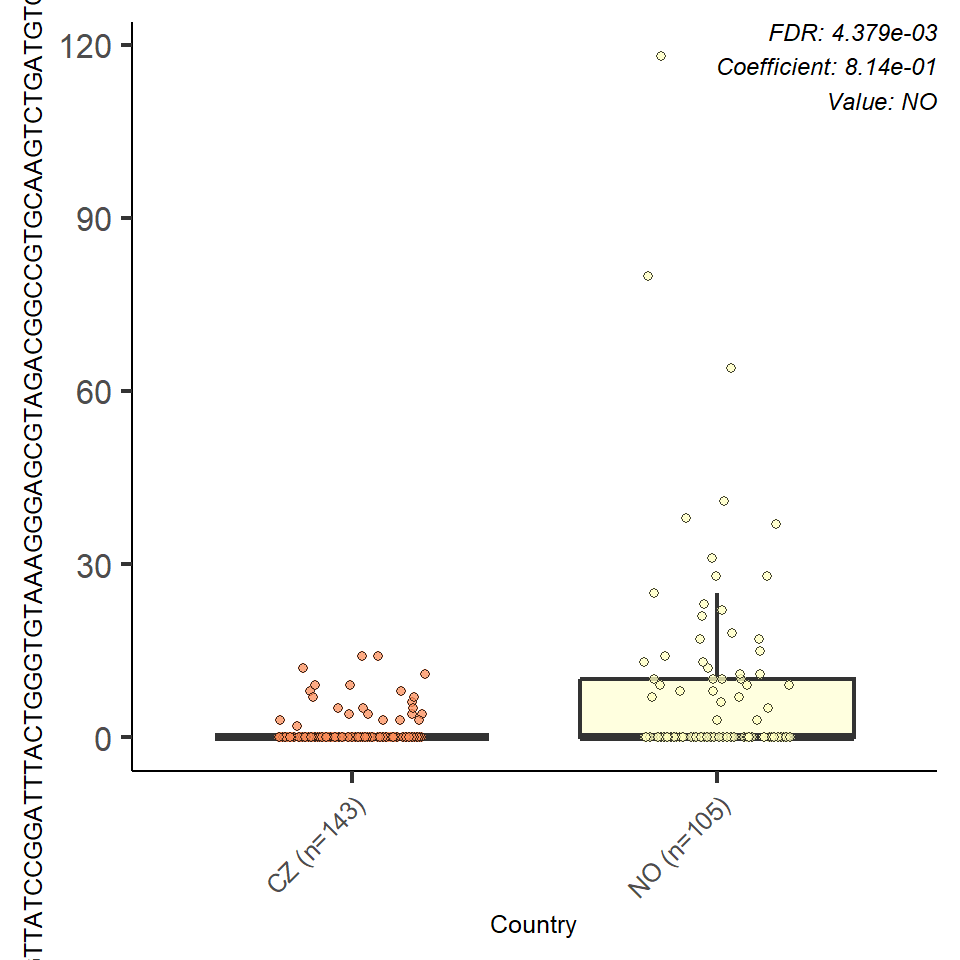 FDR: 4.379e-03
Coefficient: 8.14e-01
Value: NO
120
90
60
30
0
GTTATCCGGATTTACTGGGTGTAAAGGGAGCGTAGACGGCCGTGCAAGTCTGATGTG
CZ (n=143)
NO (n=105)
Country